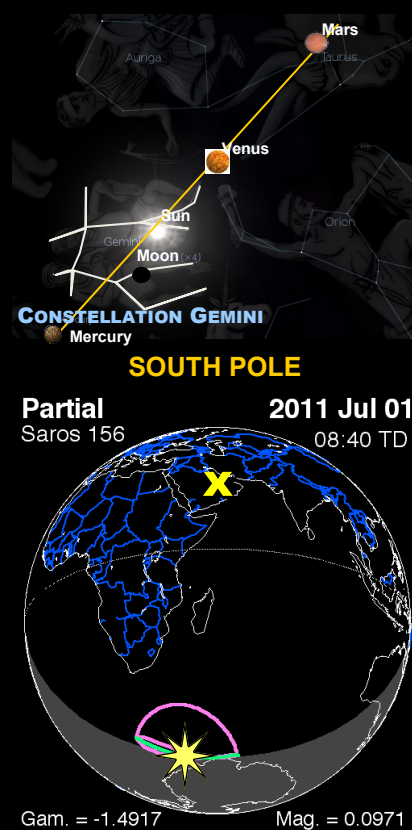 Mars
Auriga
Taurus
Venus
Sun
Gemini
Orion
Moon (×4)
CONSTELLATION GEMINI
Mercury
SOUTH POLE
Partial
2011 Jul 01
Saros 156
08:40 TD
X
Gam. = -1.4917
Mag. = 0.0971